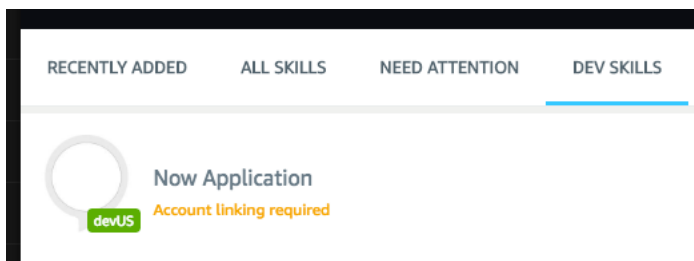 RECENTLY ADDED ALL SKILLS NEED ATTENTION DEV SKILLS
Now Application
Account linking required
devUS